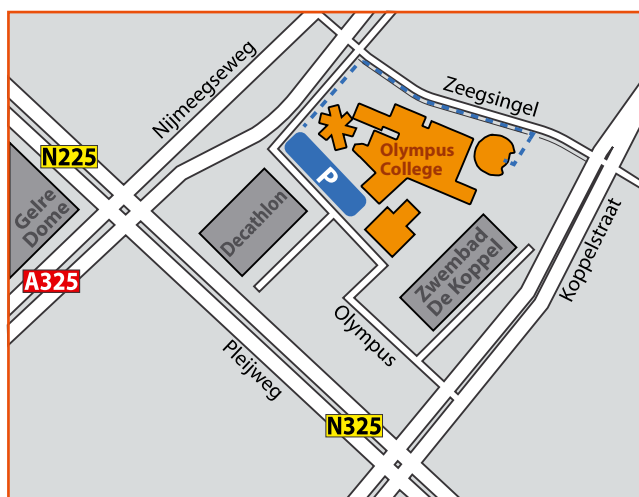 Nijmeegseweg
Zeegsingel
N225
Olympus
College
P
Gelre
Dome
Decathlon
Zwembad
De Koppel
Koppelstraat
A325
Olympus
Pleijweg
N325